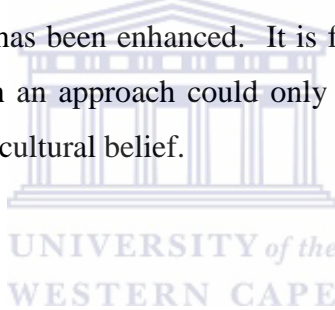 has been enhanced. It is f
an approach could only
cultural belief.
UNIVERSITY of the
WESTERN CAPE